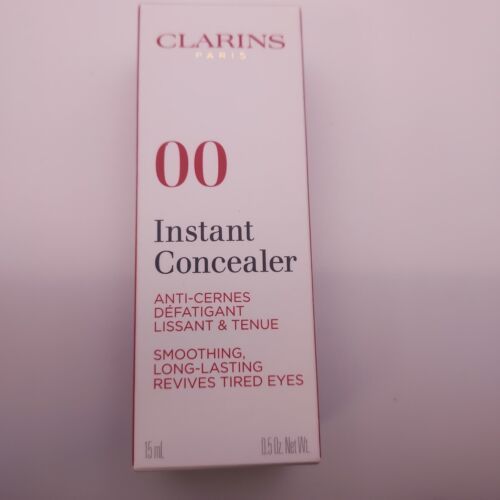 CLARINS
PARIS
00
Instant
Concealer
ANTI-CERNES
DÉFATIGANT
LISSANT & TENUE
SMOOTHING,
LONG-LASTING
REVIVES TIRED EYES
15 mL 0.5 Oz. Net Wt.